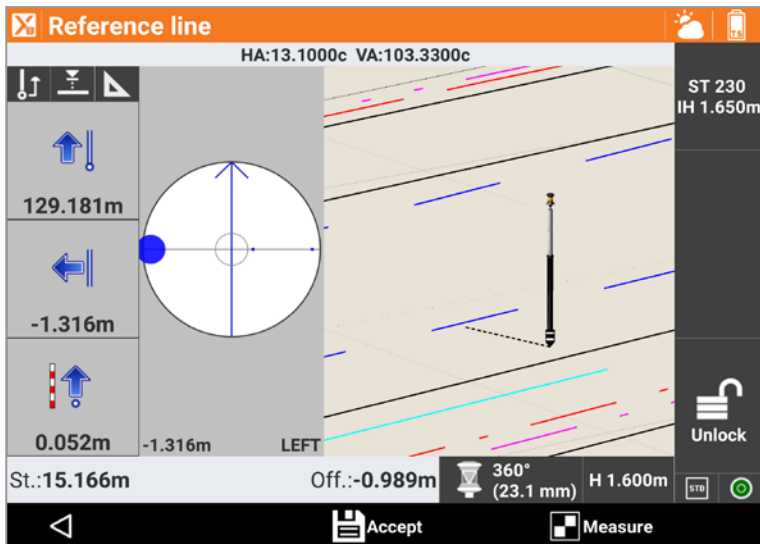 Reference line
HA:13.1000c VA:103.3300c
ST 230
IH 1.650m
129.181m
-1.316m
0.052m
-1.316m LEFT
Unlock
St.:15.166m Off.:-0.989m
360°
(23.1 mm)
H 1.600m
STD
Accept
Measure